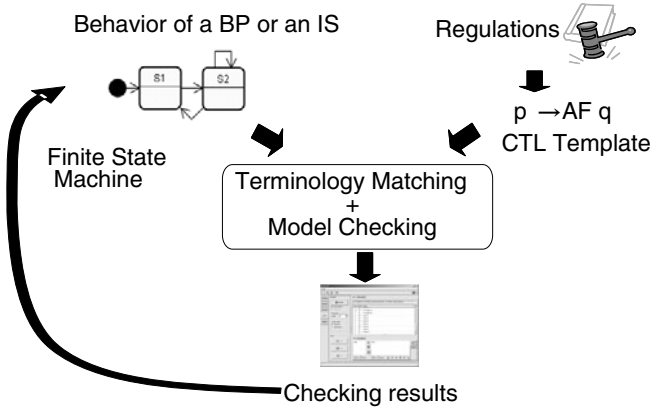 Behavior of a BP or an IS
Regulations
S1
S2
p →AF q
CTL Template
Finite State
Machine
Terminology Matching
+
Model Checking
Checking results